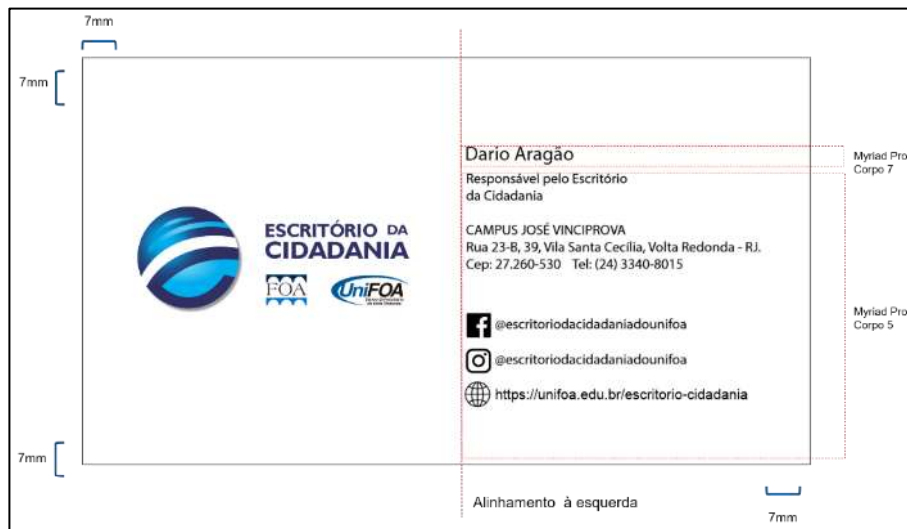 7mm
7mm
Dario Aragão
Myriad Pro
Corpo 7
Responsável pelo Escritório
da Cidadania
ESCRITÓRIO DA
CIDADANIA
FOA
UniFOA
CAMPUS JOSÉ VINCIPROVA
Rua 23-B, 39, Vila Santa Cecília, Volta Redonda - RJ.
Cep: 27.260-530 Tel: (24) 3340-8015
@escritoriodacidadaniadounifoa
@escritoriodacidadaniadounifoa
https://unifoa.edu.br/escritorio-cidadania
Myriad Pro
Corpo 5
7mm
Alinhamento à esquerda
7mm